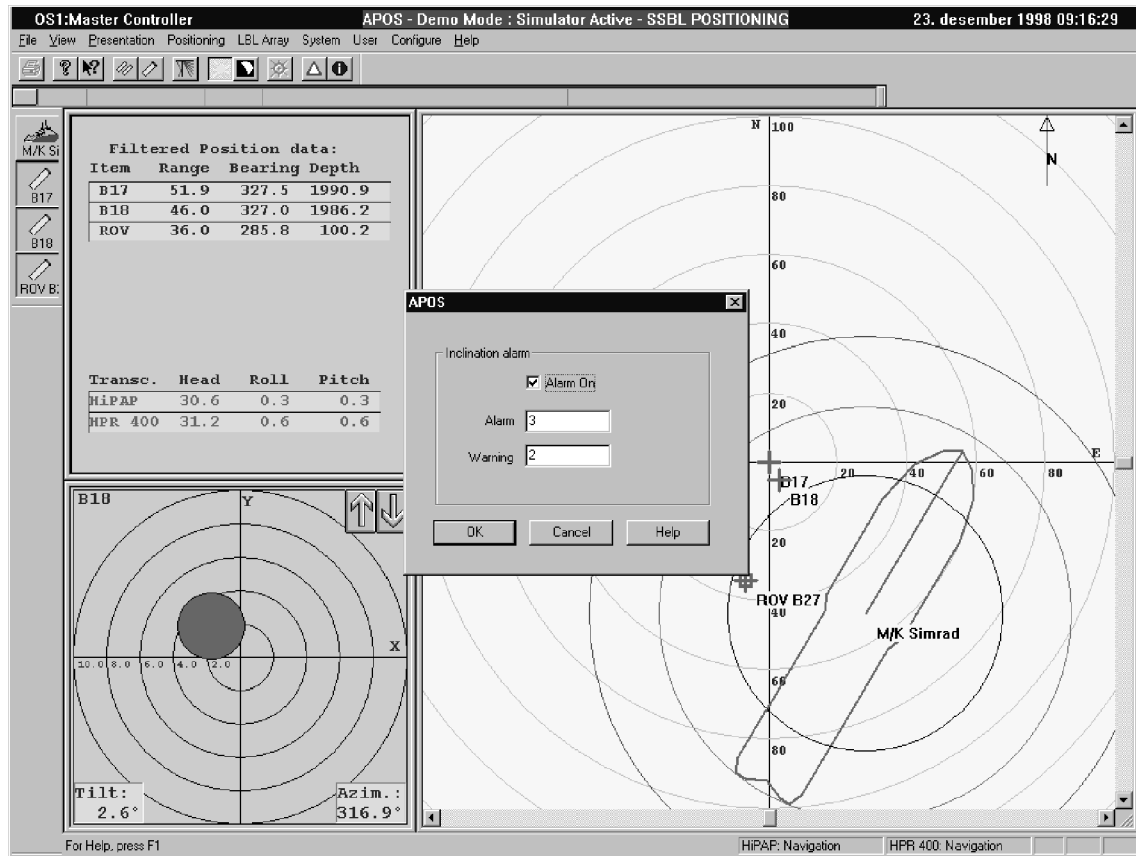 OS1:Master Controller APOS - Demo Mode : Simulator Active - SSBL POSITIONING 23. desember 1998 09:16:29
File View Presentation Positioning LBL Array System User Configure Help
M/K Si
B17
B18
ROV B:
Filtered Position data:
Item Range Bearing Depth
B17 51.9 327.5 1990.9
B18 46.0 327.0 1986.2
ROV 36.0 285.8 100.2
Transc. Head Roll Pitch
HiPAP 30.6 0.3 0.3
HPR 400 31.2 0.6 0.6
B18
Y
X
10.0 8.0 6.0 4.0 2.0
Tilt:
2.6°
Azim.:
316.9°
N 100
N
80
60
40
20
E
20 40 60 80
B17
B18
20
ROV B27
40
M/K Simrad
60
80
APOS
Inclination alarm
Alarm On
Alarm 3
Warning 2
OK Cancel Help
For Help, press F1
HiPAP: Navigation HPR 400: Navigation